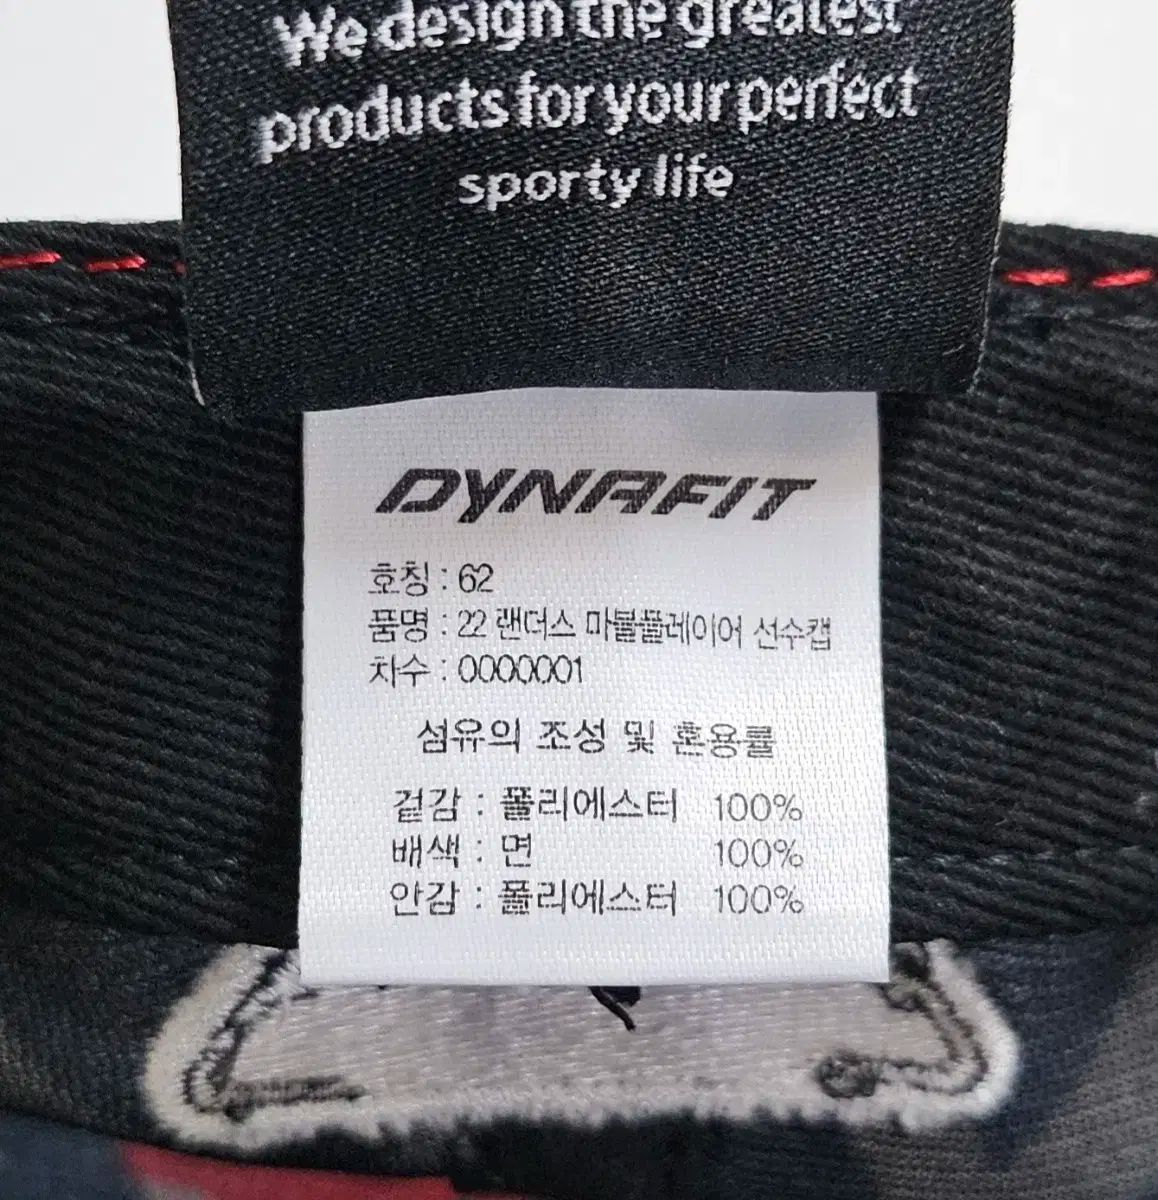 We design the greatest
products for your perfect
sporty life
DYNAFIT
호칭 : 62
품명 : 22 랜더스 마블플레이어 선수캡
차수 : 0000001
섬유의 조성 및 혼용률
겉감 : 폴리에스터 100%
배색 : 면 100%
안감 : 폴리에스터 100%